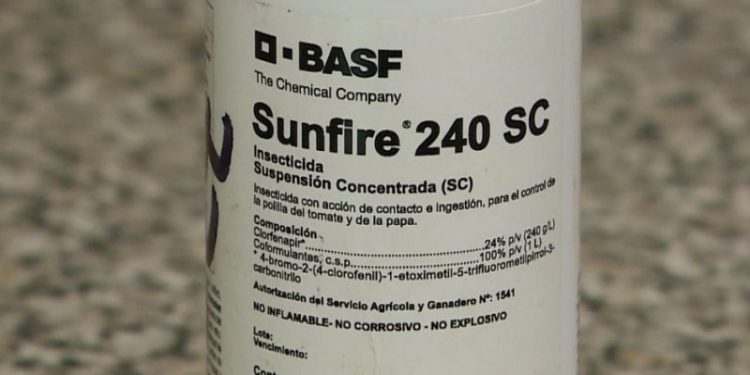 BASF
The Chemical Company
Sunfire® 240 SC
Insecticida
Suspensión Concentrada (SC)
Insecticida con acción de contacto e ingestión, para el control de
la polilla del tomate y de la papa.
Composición
Clorfenapir*..............................24% p/v (240 g/L)
Coformulantes, c.s.p..............................100% p/v (1 L)
* 4-bromo-2-(4-clorofenil)-1-etoximetil-5-trifluorometilpirrol-3-
carbonitrilo
Autorización del Servicio Agrícola y Ganadero Nº: 1541
NO INFLAMABLE- NO CORROSIVO - NO EXPLOSIVO
Lote:
Vencimiento: